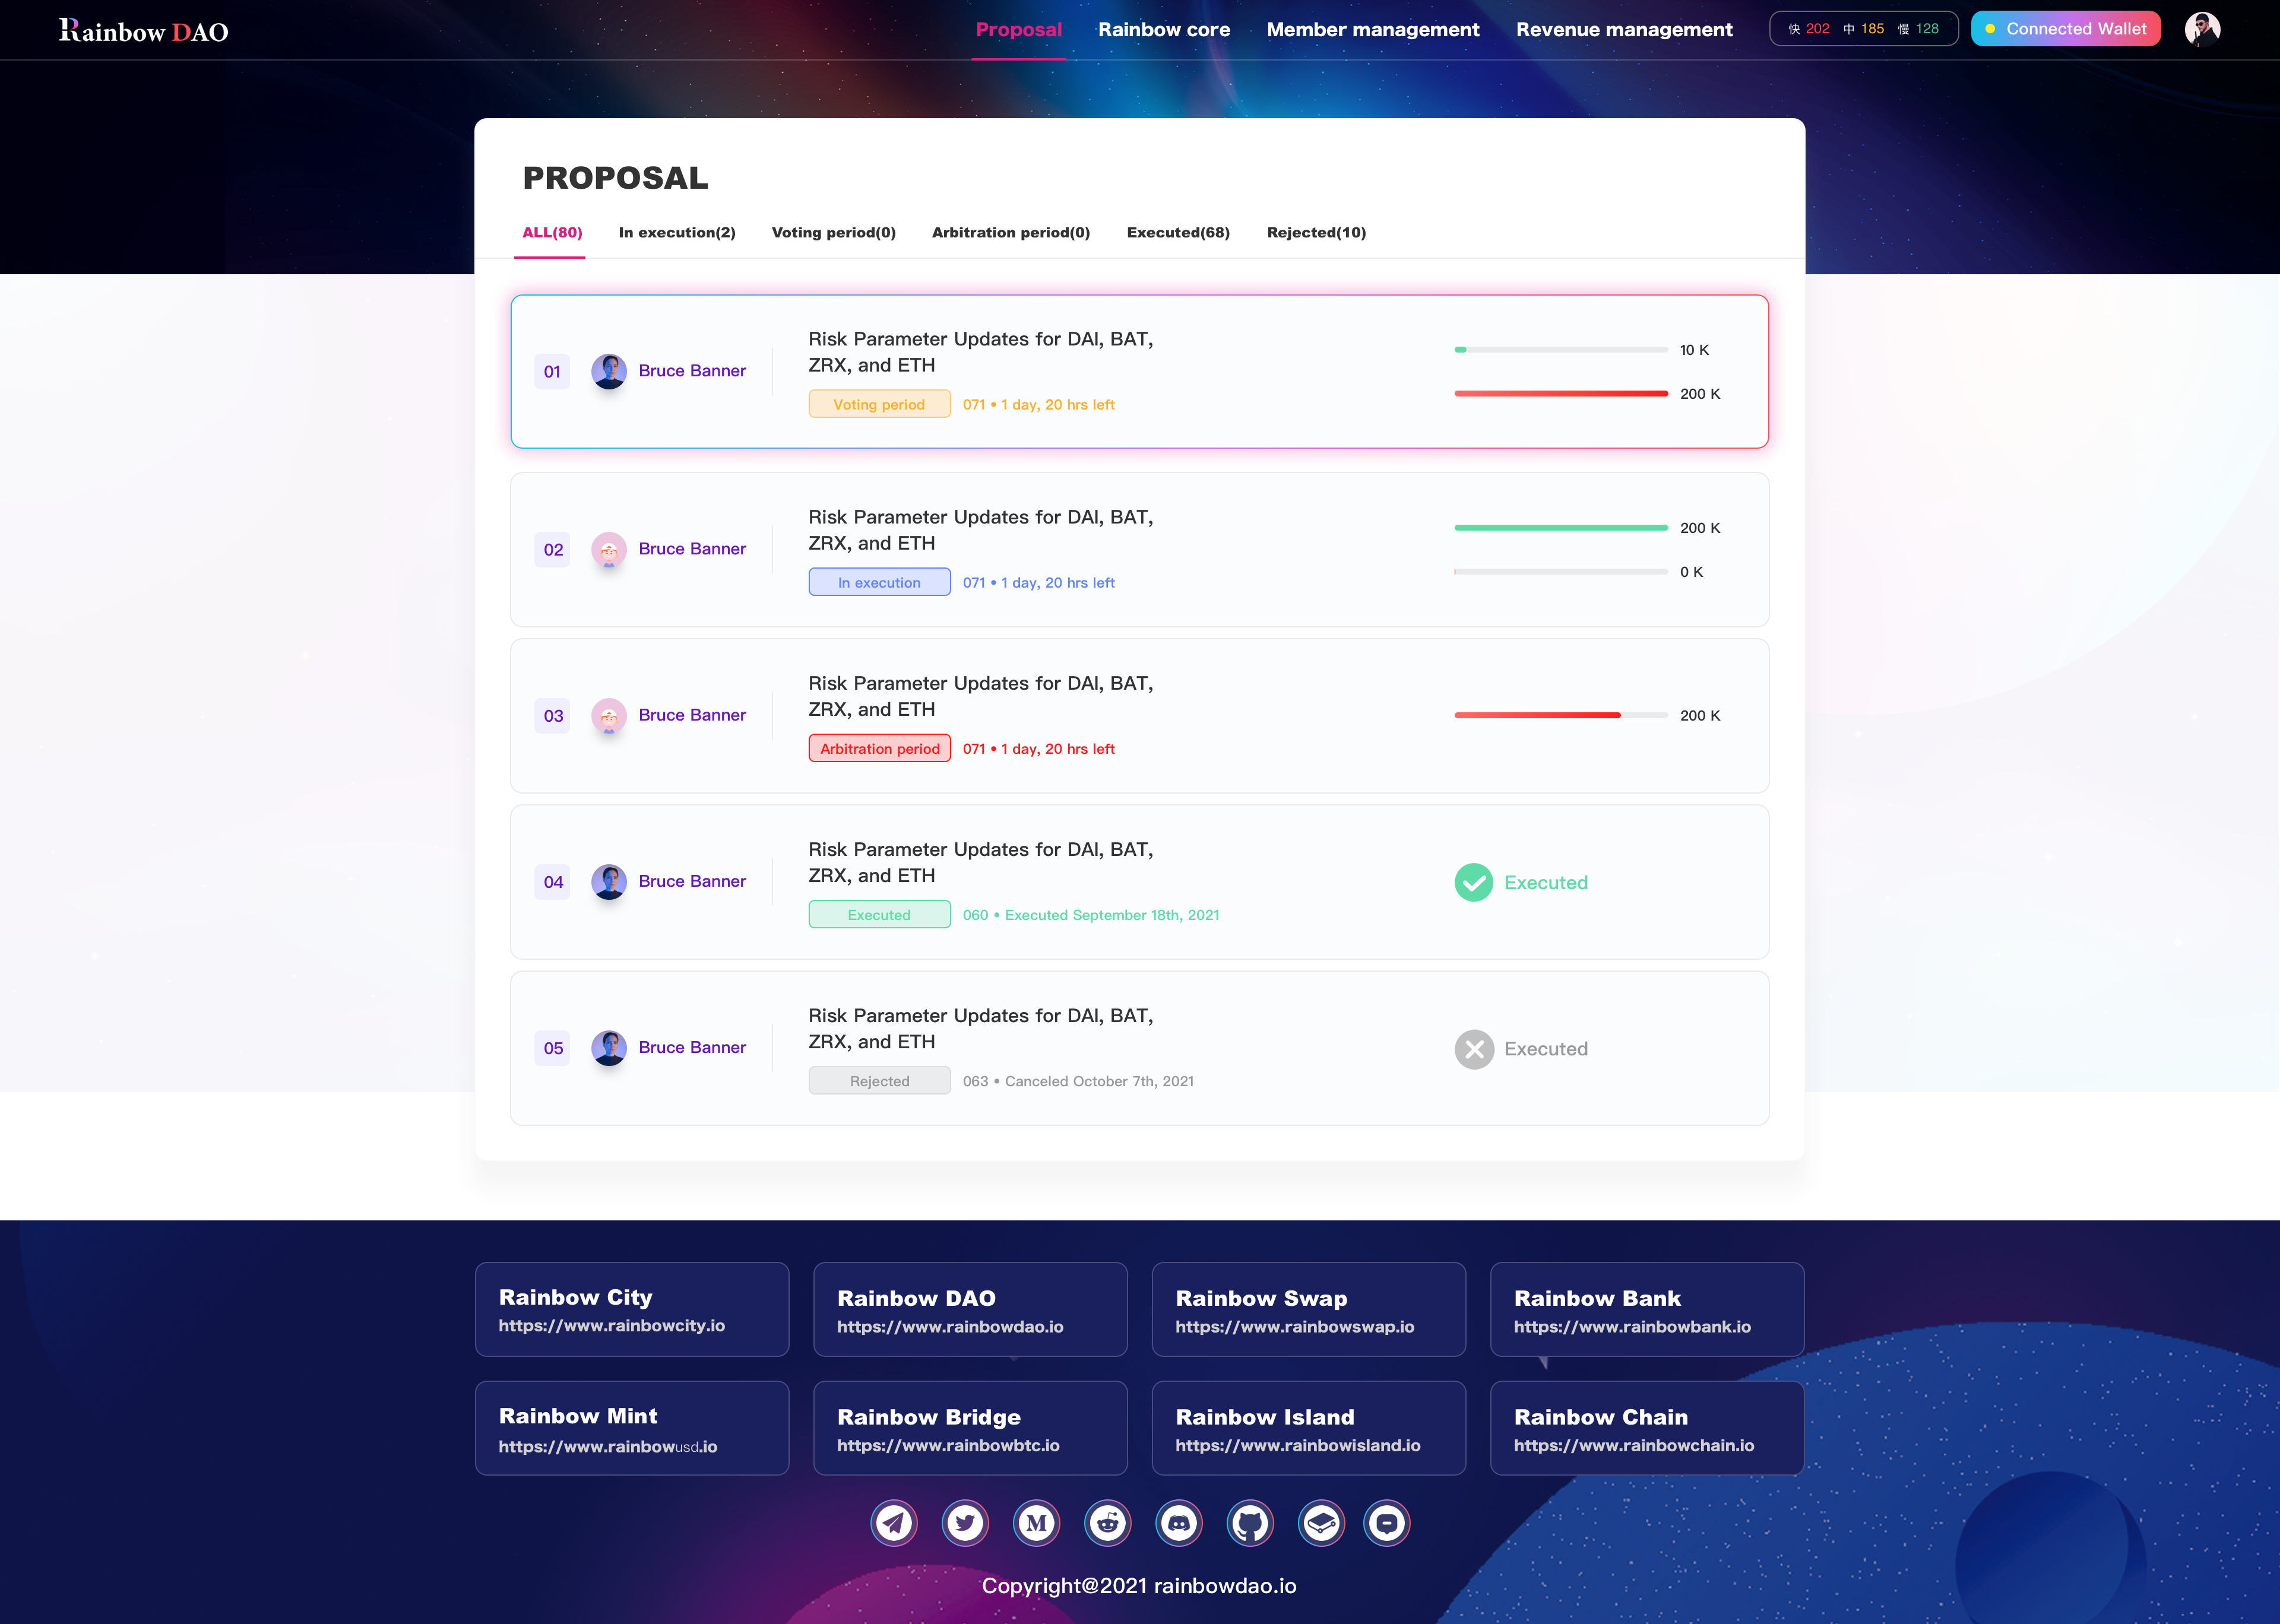 Rainbow DAO
Proposal Rainbow core Member management Revenue management 快 202 中 185 慢 128 Connected Wallet
PROPOSAL
ALL(80) In execution(2) Voting period(0) Arbitration period(0) Executed(68) Rejected(10)
01 Bruce Banner
Risk Parameter Updates for DAI, BAT,
ZRX, and ETH
Voting period 071 • 1 day, 20 hrs left
10 K
200 K
02 Bruce Banner
Risk Parameter Updates for DAI, BAT,
ZRX, and ETH
In execution 071 • 1 day, 20 hrs left
200 K
0 K
03 Bruce Banner
Risk Parameter Updates for DAI, BAT,
ZRX, and ETH
Arbitration period 071 • 1 day, 20 hrs left
200 K
04 Bruce Banner
Risk Parameter Updates for DAI, BAT,
ZRX, and ETH
Executed 060 • Executed September 18th, 2021
Executed
05 Bruce Banner
Risk Parameter Updates for DAI, BAT,
ZRX, and ETH
Rejected 063 • Canceled October 7th, 2021
Executed
Rainbow City
https://www.rainbowcity.io
Rainbow DAO
https://www.rainbowdao.io
Rainbow Swap
https://www.rainbowswap.io
Rainbow Bank
https://www.rainbowbank.io
Rainbow Mint
https://www.rainbowusd.io
Rainbow Bridge
https://www.rainbowbtc.io
Rainbow Island
https://www.rainbowisland.io
Rainbow Chain
https://www.rainbowchain.io
M
Copyright@2021 rainbowdao.io